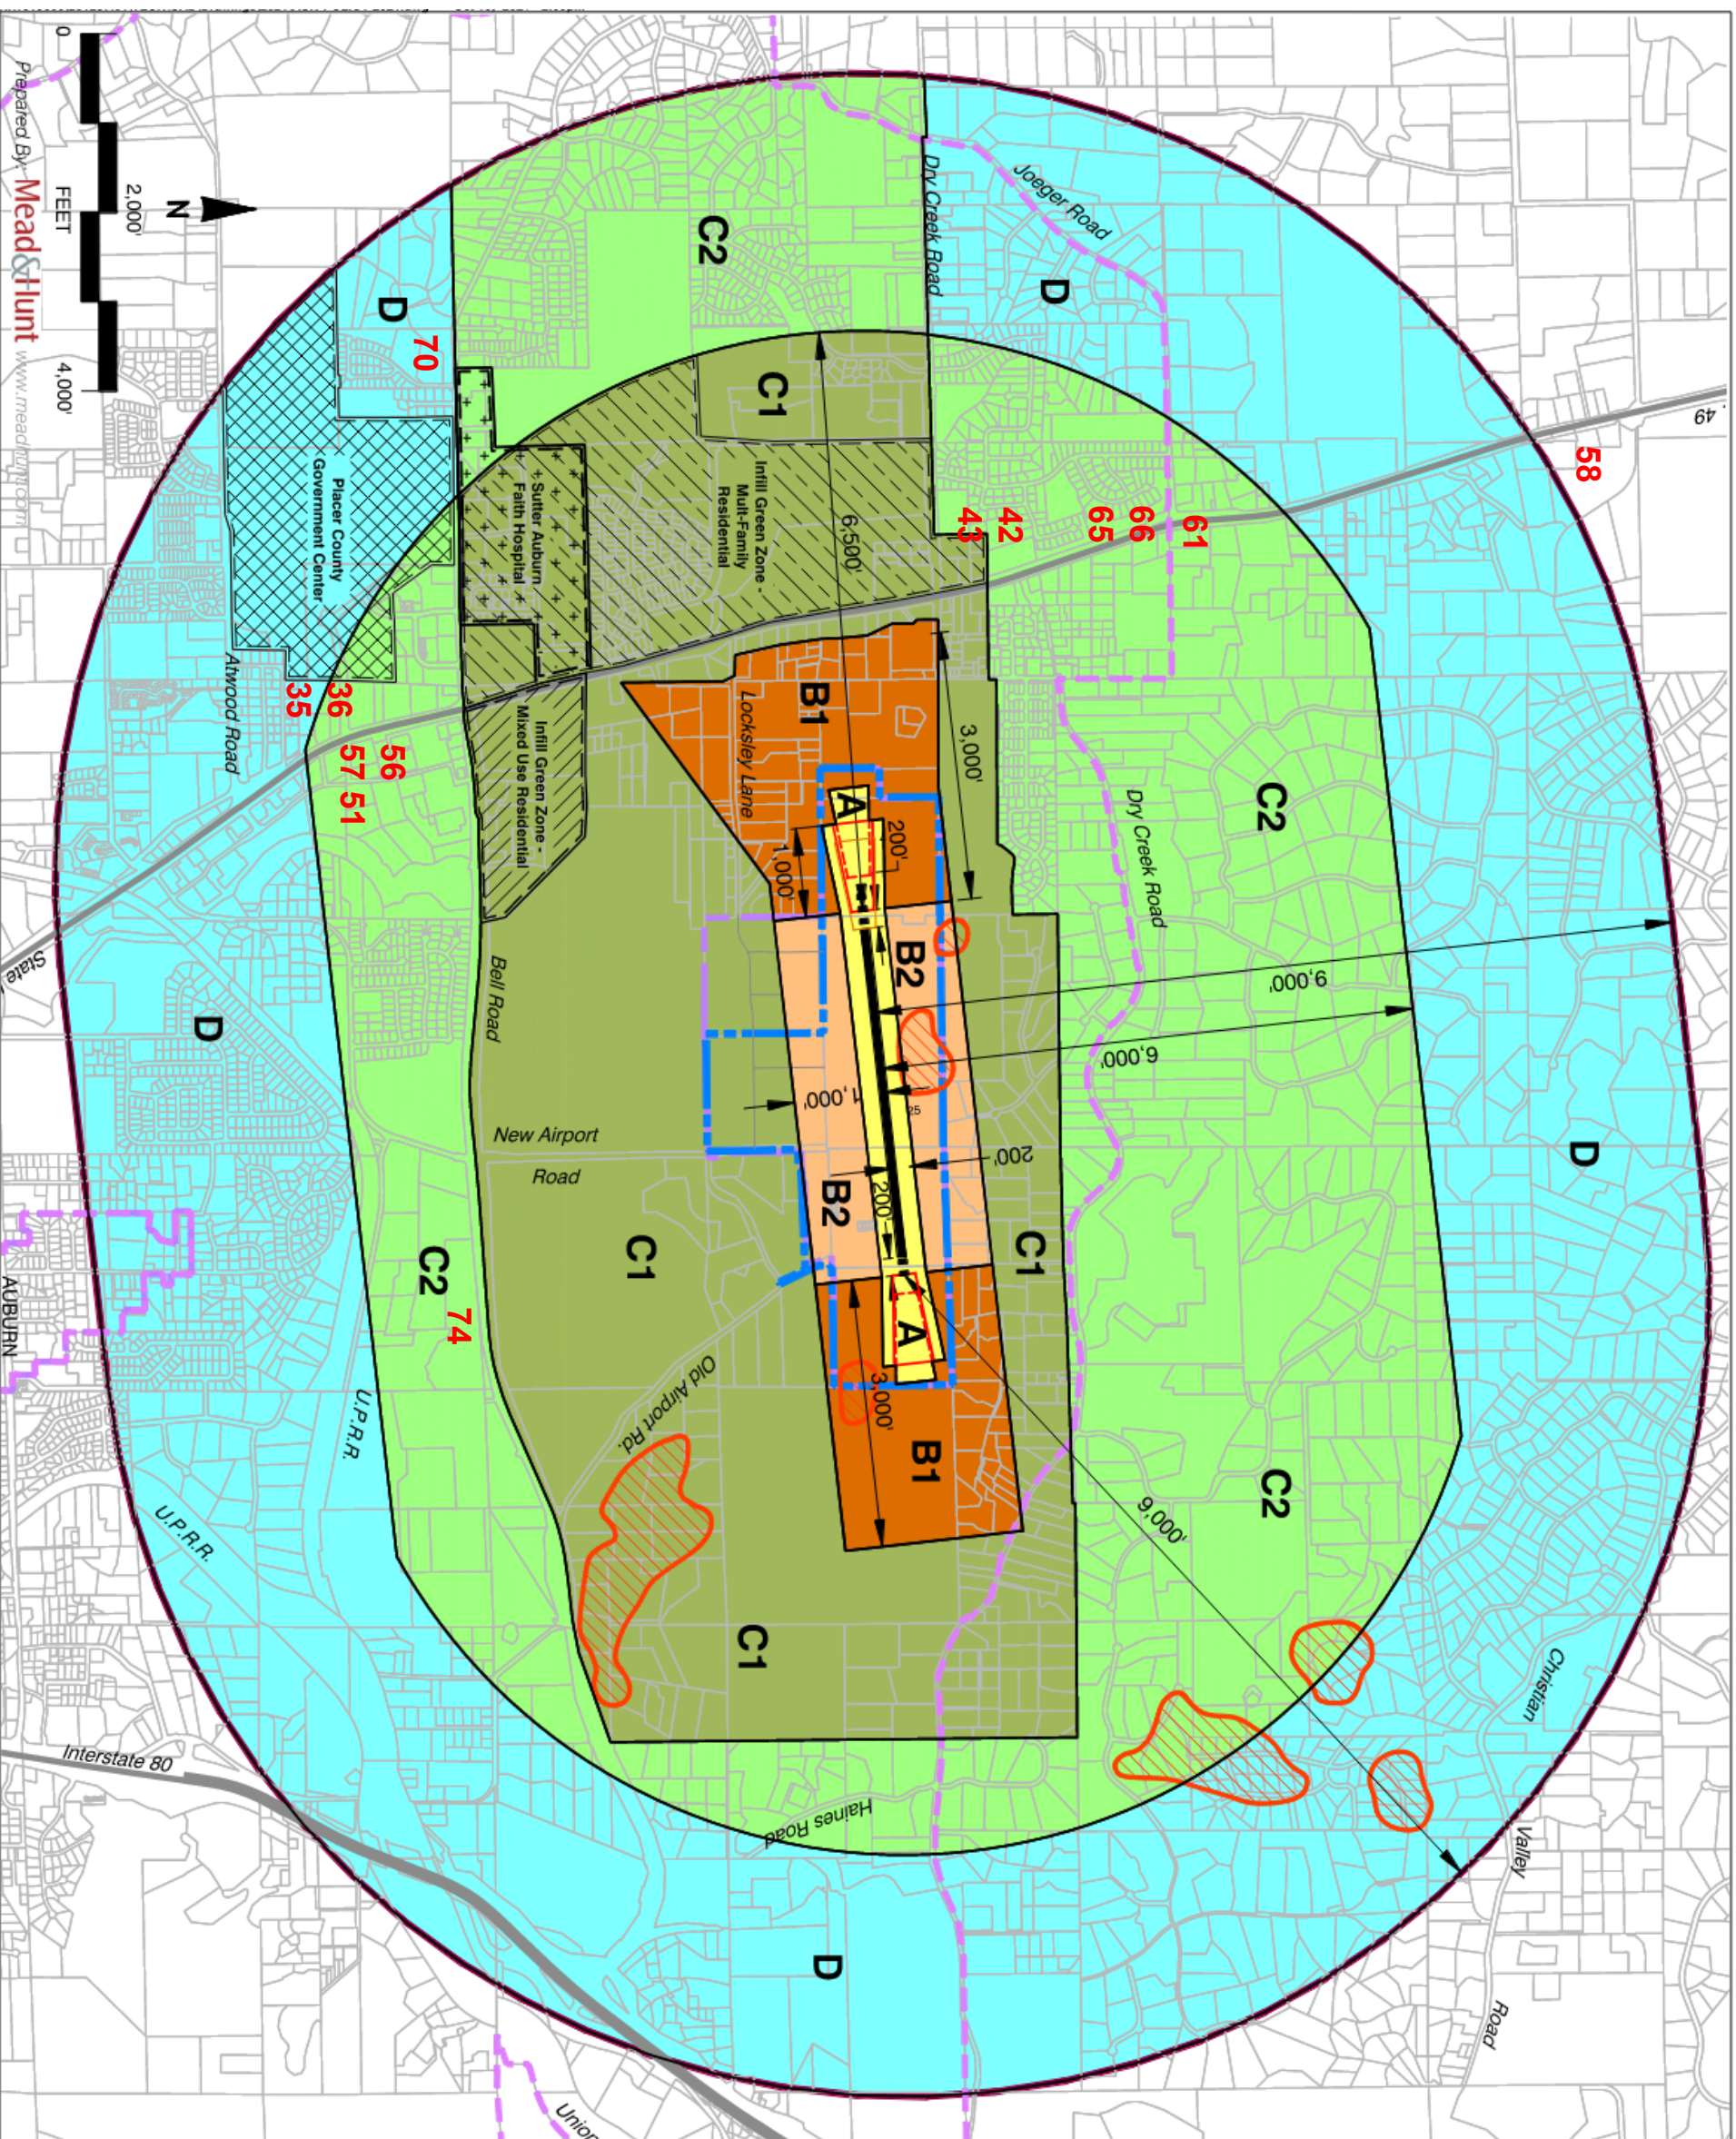 0
2,000'
4,000'
FEET
N
Prepared By:
Mead&Hunt
www.meadhunt.com
C2
Dry Creek Road
Joeger Road
D
D
70
C1
6,500'
Infill Green Zone -
Mult-Family
Residential
Sutter Auburn
Faith Hospital
Placer County
Government Center
43
42
65
66
61
58
49
Atwood Road
35
36
57
56
51
Infill Green Zone -
Mixed Use Residential
Locksley Lane
B1
3,000'
A
200'
1,000'
B2
Dry Creek Road
C2
9,000'
6,000'
State
D
Bell Road
New Airport
Road
1,000'
25
200'
200'
B2
C1
C1
D
C2
74
A
3,000'
B1
Old Airport Rd.
AUBURN
U.P.R.R.
U.P.R.R.
C2
9,000'
C1
Christian
Valley
Road
Interstate 80
Haines Road
D
Union